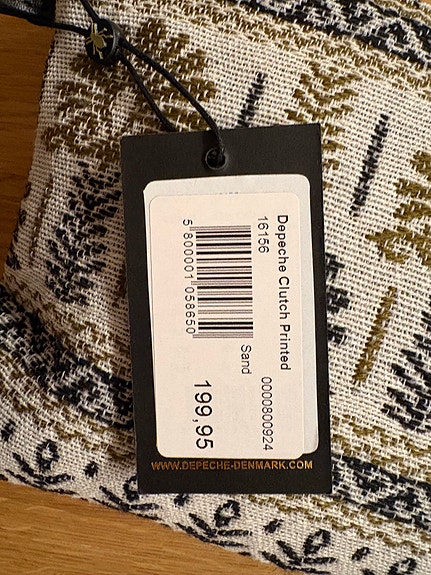 Depeche Clutch Printed
16156 0000800924
5 800001 058650
Sand
199,95
WWW.DEPECHE-DENMARK.COM